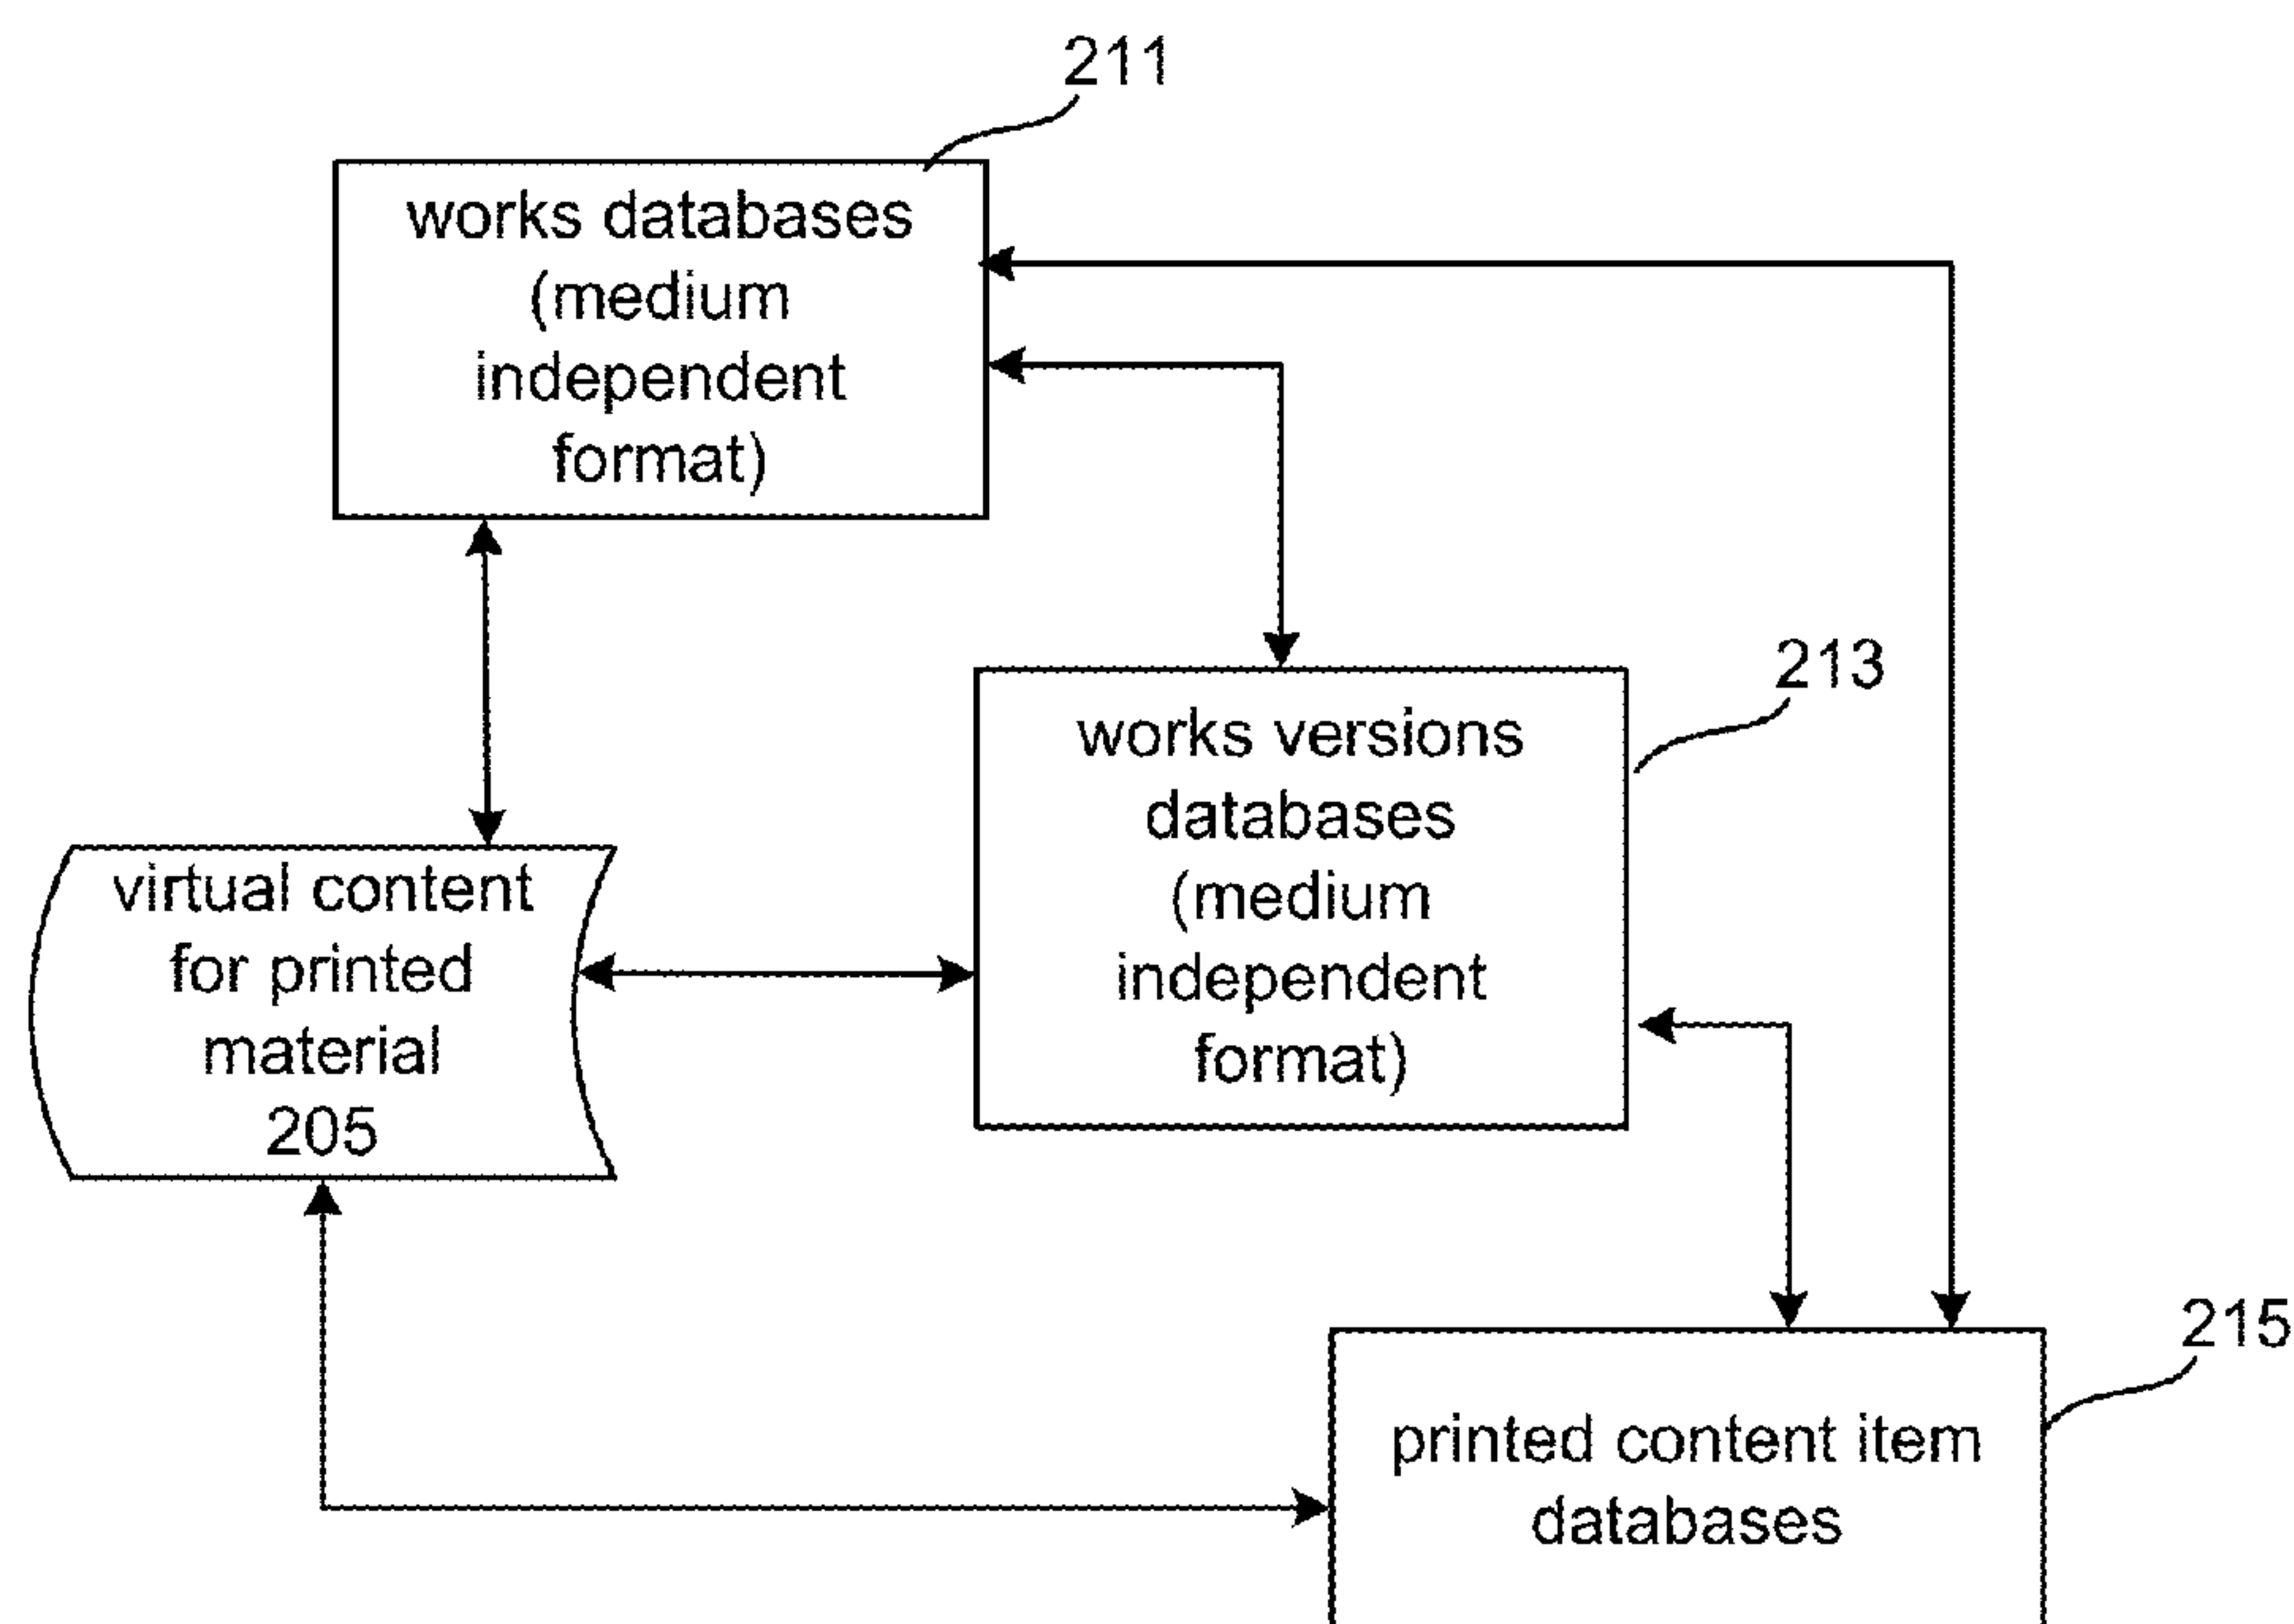 211
works databases
(medium
independent
format)
213
works versions
databases
(medium
independent
format)
virtual content
for printed
material
205
215
printed content item
databases